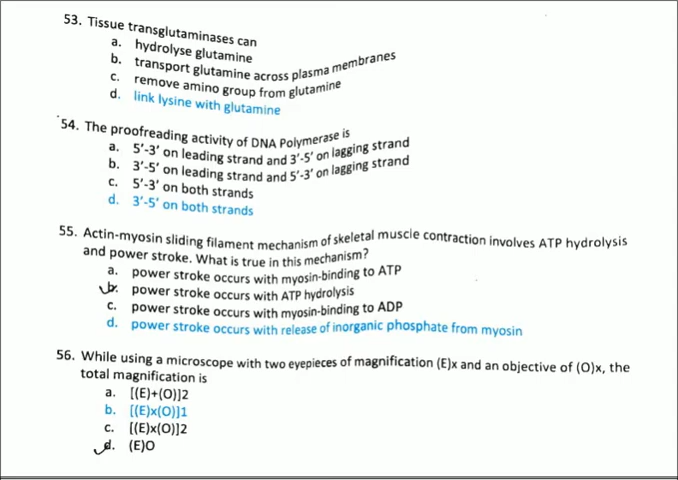 53. Tissue transglutaminases can
a. hydrolyse glutamine
b. transport glutamine across plasma membranes
c. remove amino group from glutamine
d. link lysine with glutamine
54. The proofreading activity of DNA Polymerase is
a. 5'-3' on leading strand and 3'-5' on lagging strand
b. 3'-5' on leading strand and 5'-3' on lagging strand
c. 5'-3' on both strands
d. 3'-5' on both strands
55. Actin-myosin sliding filament mechanism of skeletal muscle contraction involves ATP hydrolysis
and power stroke. What is true in this mechanism?
a. power stroke occurs with myosin-binding to ATP
b. power stroke occurs with ATP hydrolysis
c. power stroke occurs with myosin-binding to ADP
d. power stroke occurs with release of inorganic phosphate from myosin
56. While using a microscope with two eyepieces of magnification (E)x and an objective of (O)x, the
total magnification is
a. [(E)+(O)]2
b. [(E)x(O)]1
c. [(E)x(O)]2
d. (E)O